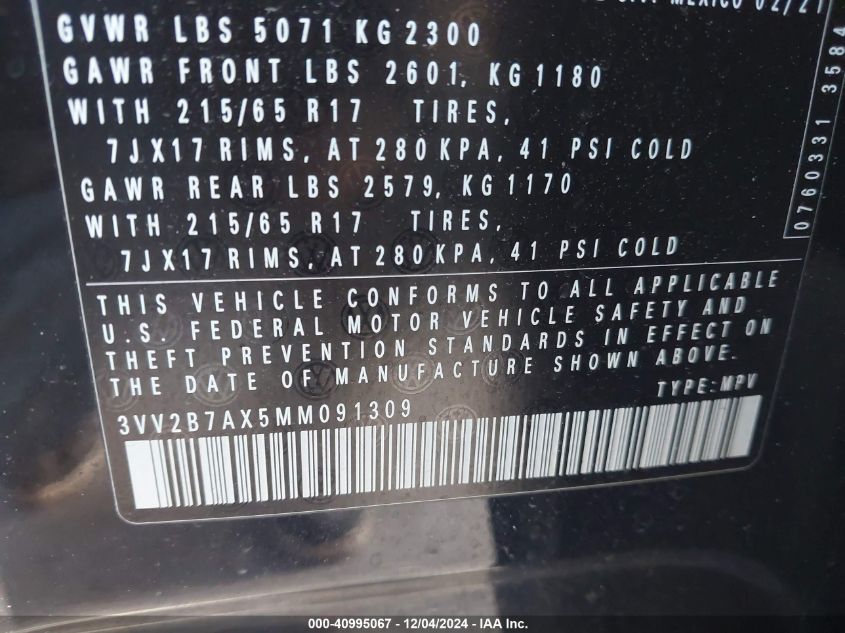 MEXICO 02/21
GVWR LBS 5071 KG 2300
GAWR FRONT LBS 2601, KG 1180
WITH 215/65 R17 TIRES,
7JX17 RIMS, AT 280 KPA, 41 PSI COLD
GAWR REAR LBS 2579, KG 1170
WITH 215/65 R17 TIRES,
7JX17 RIMS, AT 280 KPA, 41 PSI COLD
0760331 3584
THIS VEHICLE CONFORMS TO ALL APPLICABLE
U.S. FEDERAL MOTOR VEHICLE SAFETY AND
THEFT PREVENTION STANDARDS IN EFFECT ON
THE DATE OF MANUFACTURE SHOWN ABOVE.
TYPE: MPV
3VV2B7AX5MM091309
000-40995067 - 12/04/2024 - IAA Inc.